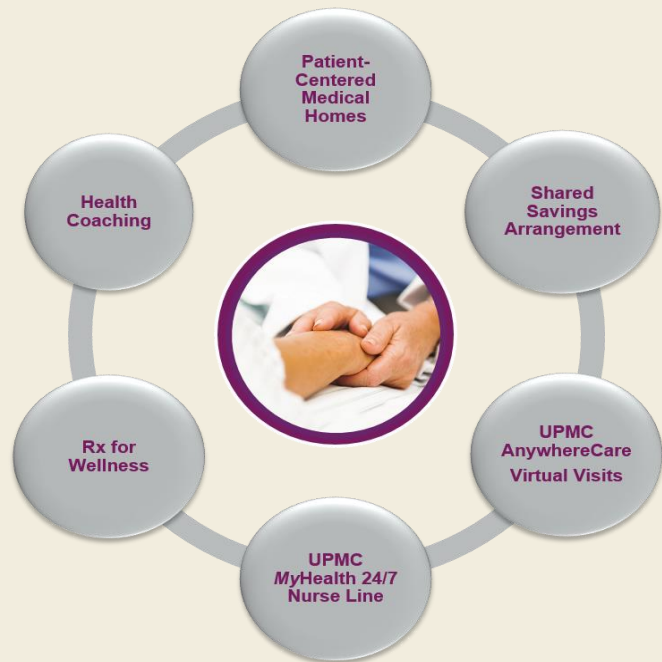 Patient-
Centered
Medical
Homes
Shared
Savings
Arrangement
UPMC
AnywhereCare
Virtual Visits
UPMC
MyHealth 24/7
Nurse Line
Rx for
Wellness
Health
Coaching